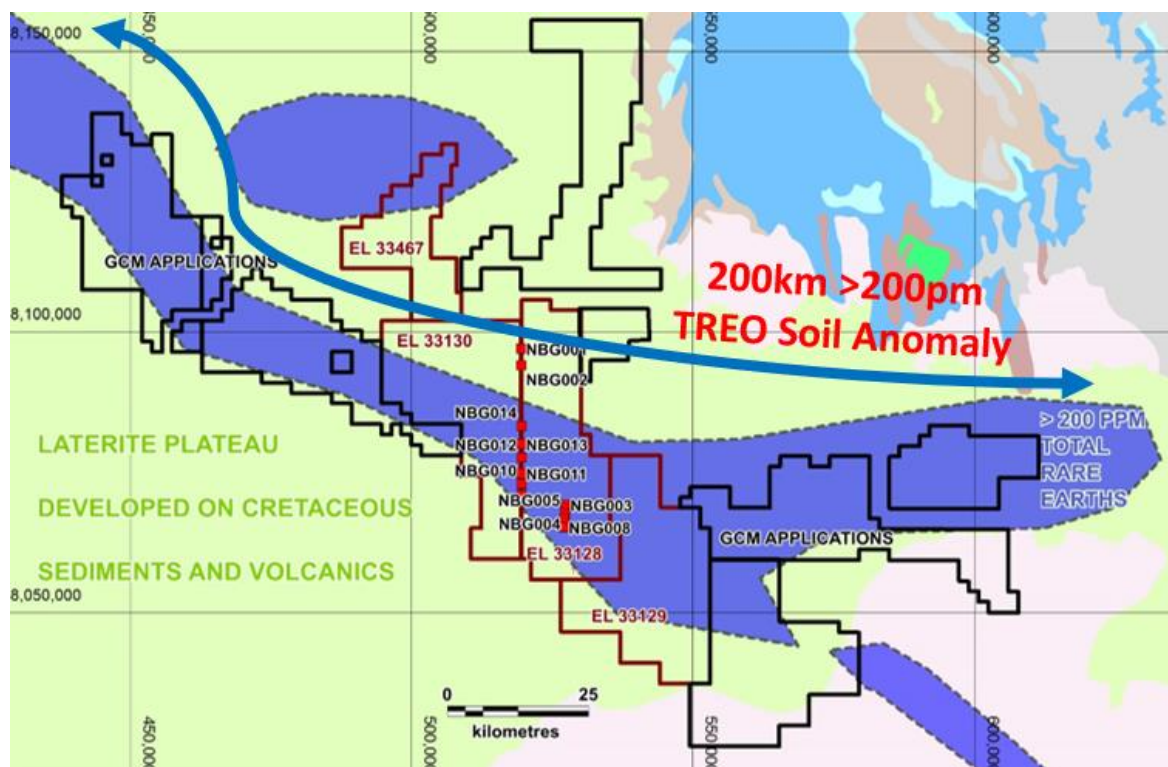 8,150,000
450,000
500,000
550,000
600,000
GCM APPLICATIONS
EL 33467
200km >200pm
TREO Soil Anomaly
8,100,000
EL 33130
NBG001
NBG002
NBG014
> 200 PPM
TOTAL
RARE
EARTHS
LATERITE PLATEAU
NBG012
NBG013
NBG010
NBG011
DEVELOPED ON CRETACEOUS
NBG005
NBG003
NBG004
NBG008
GCM APPLICATIONS
EL 33128
SEDIMENTS AND VOLCANICS
8,050,000
EL 33129
0 25
kilometres
450,000
500,000
550,000
600,000